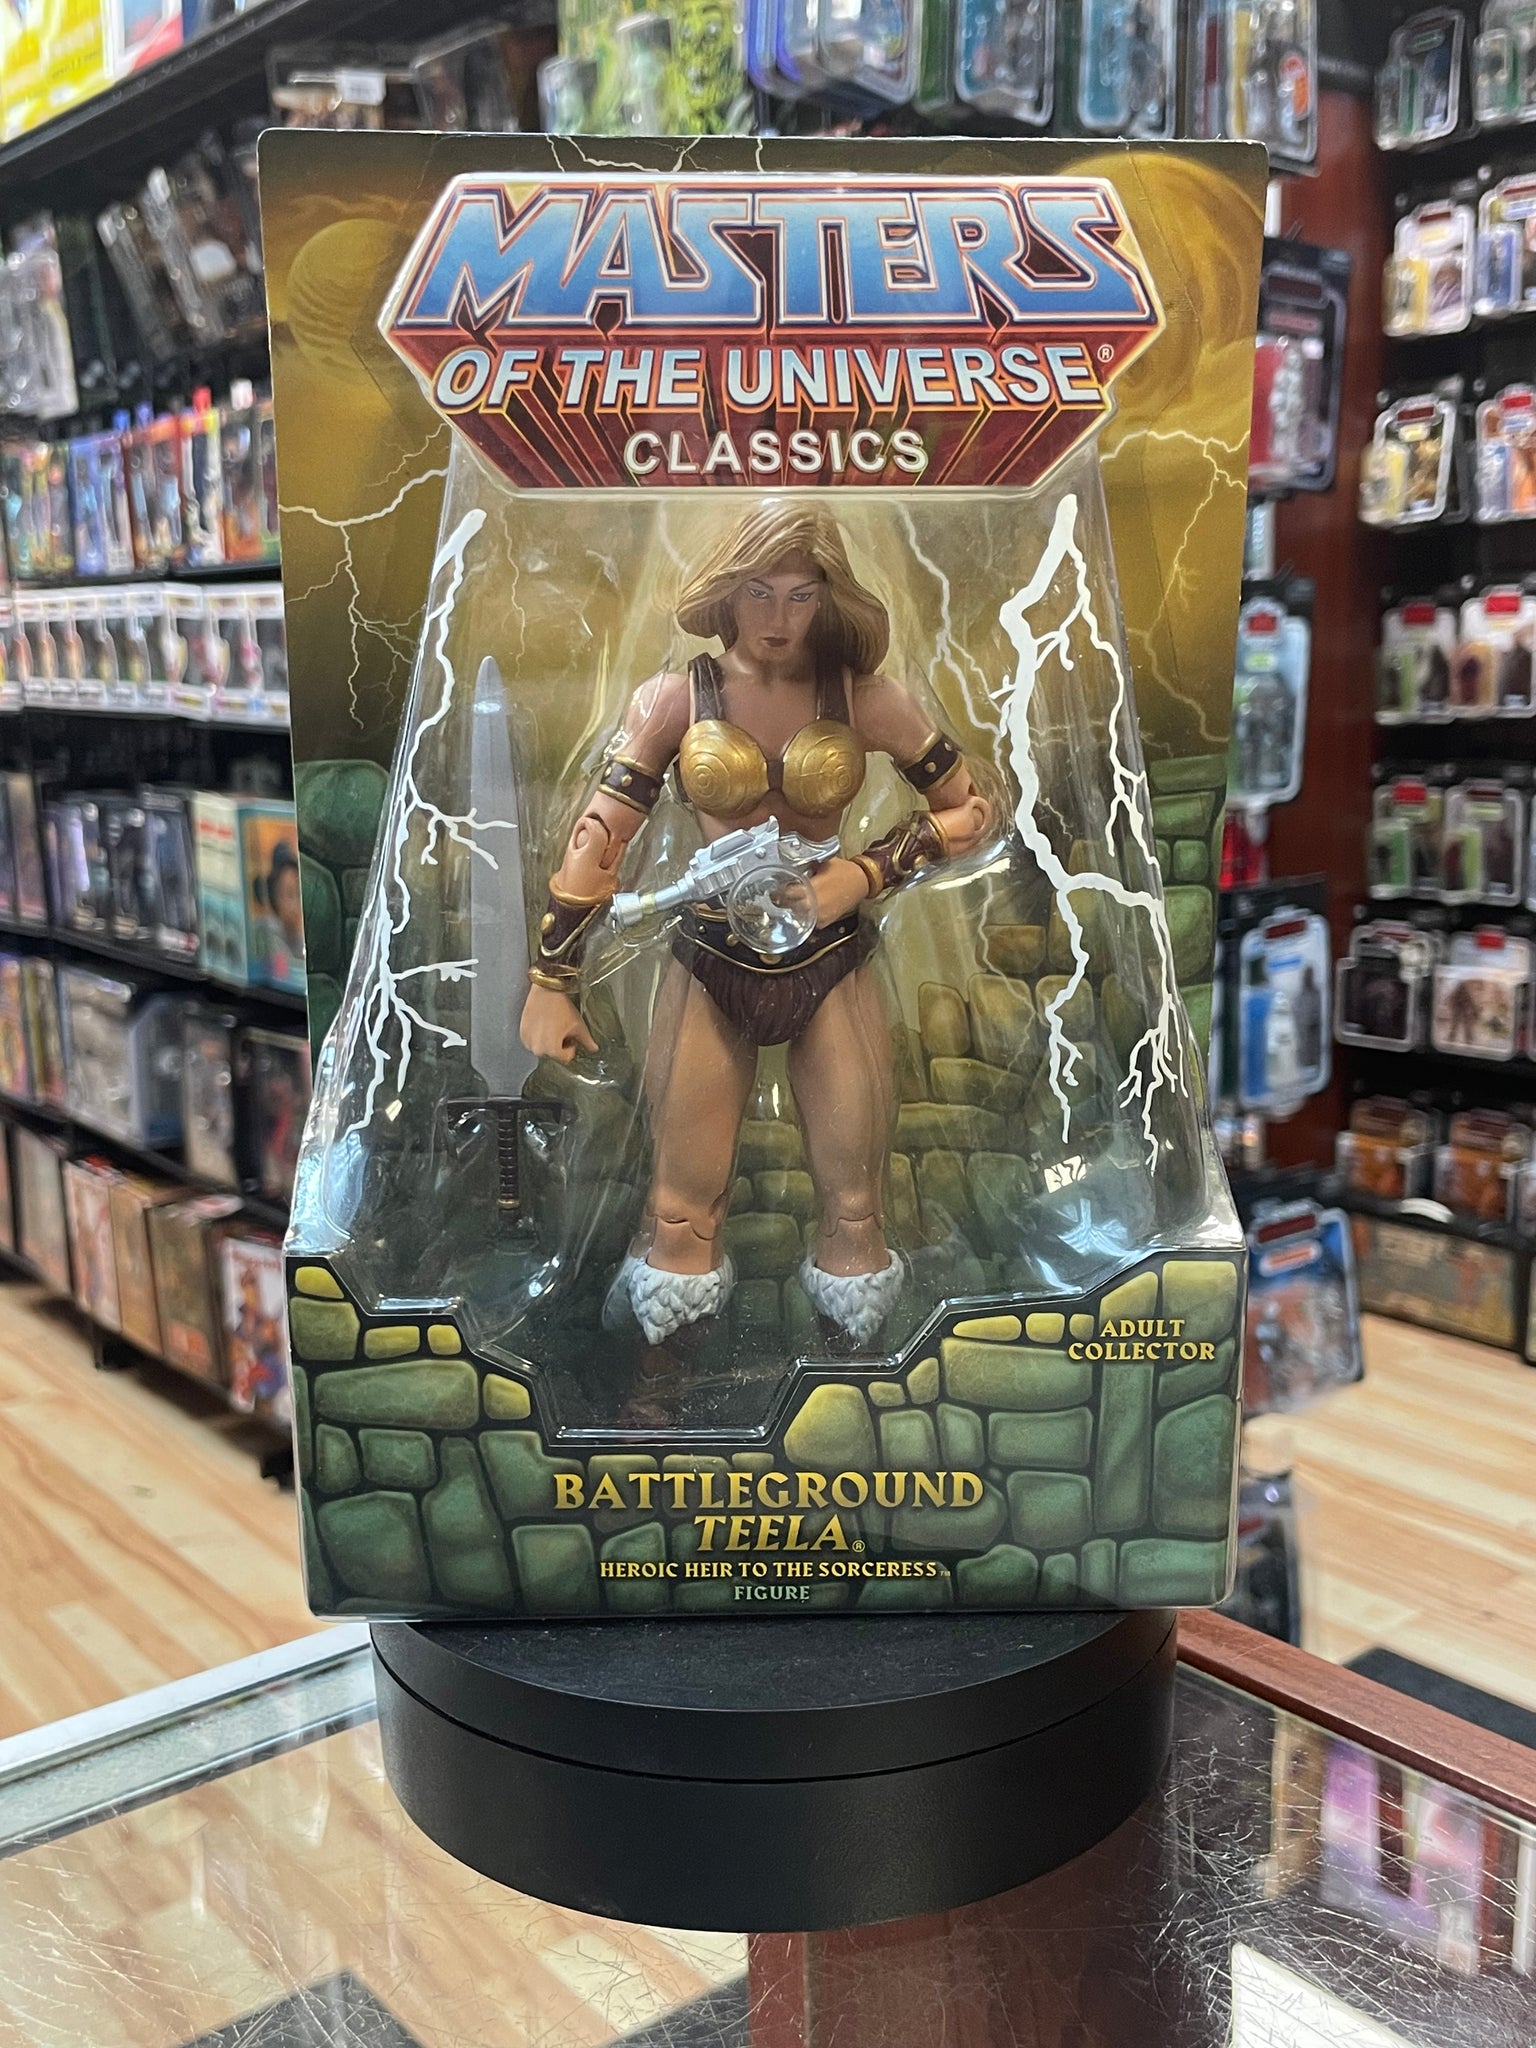 MASTERS
OF THE UNIVERSE®
CLASSICS
ADULT
COLLECTOR
BATTLEGROUND
TEELA®
HEROIC HEIR TO THE SORCERESS™
FIGURE